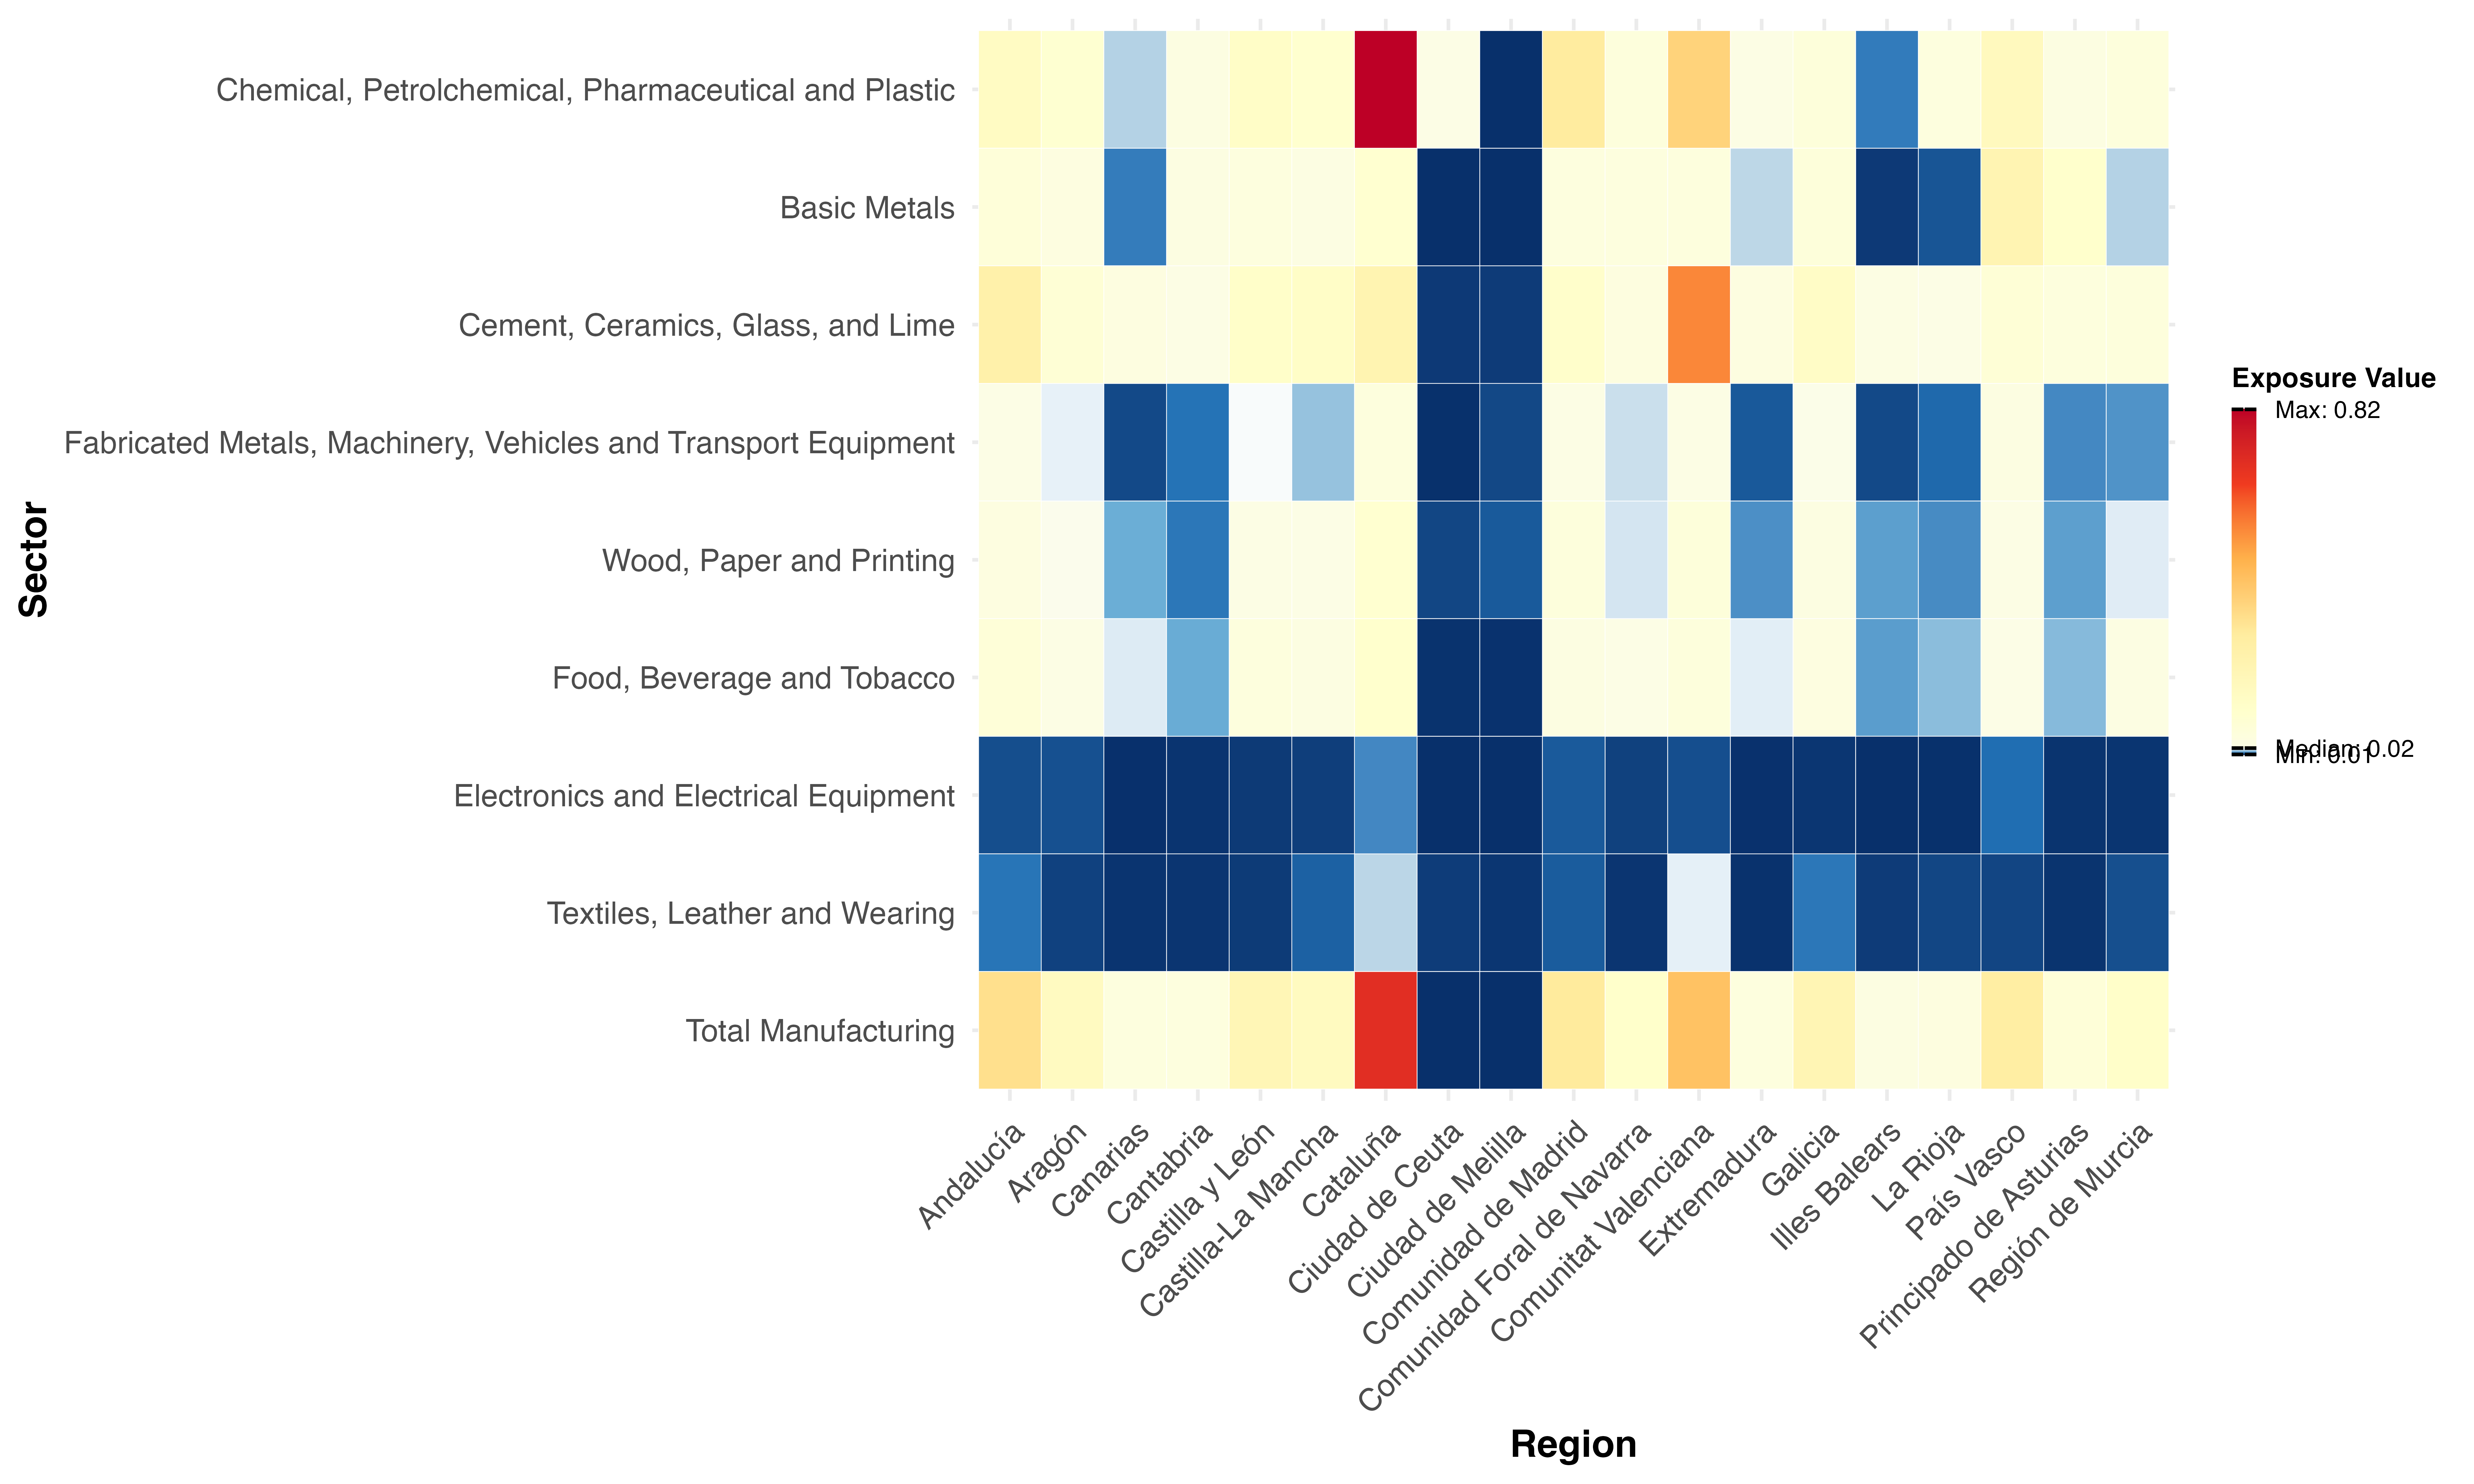 Chemical, Petrolchemical, Pharmaceutical and Plastic
Basic Metals
Cement, Ceramics, Glass, and Lime
Fabricated Metals, Machinery, Vehicles and Transport Equipment
Wood, Paper and Printing
Food, Beverage and Tobacco
Electronics and Electrical Equipment
Textiles, Leather and Wearing
Total Manufacturing
Sector
Andalucía
Aragón
Canarias
Cantabria
Castilla y León
Castilla-La Mancha
Cataluña
Ciudad de Ceuta
Ciudad de Melilla
Comunidad de Madrid
Comunidad Foral de Navarra
Comunitat Valenciana
Extremadura
Galicia
Illes Balears
La Rioja
País Vasco
Principado de Asturias
Región de Murcia
Region
Exposure Value
Max: 0.82
Median: 0.02
Min: 0.01